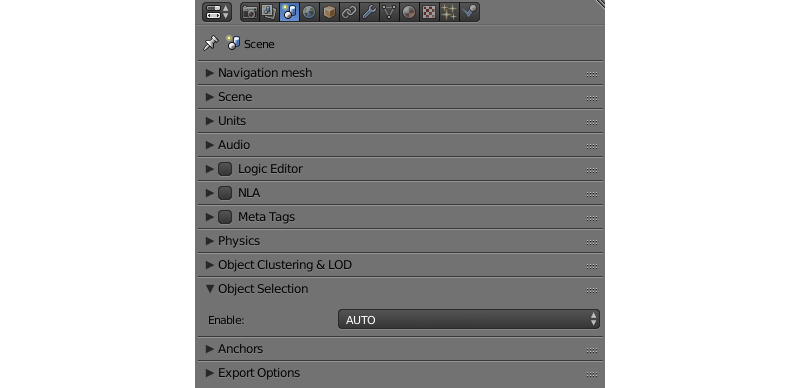 Scene
Navigation mesh
Scene
Units
Audio
Logic Editor
NLA
Meta Tags
Physics
Object Clustering & LOD
Object Selection
Enable: AUTO
Anchors
Export Options